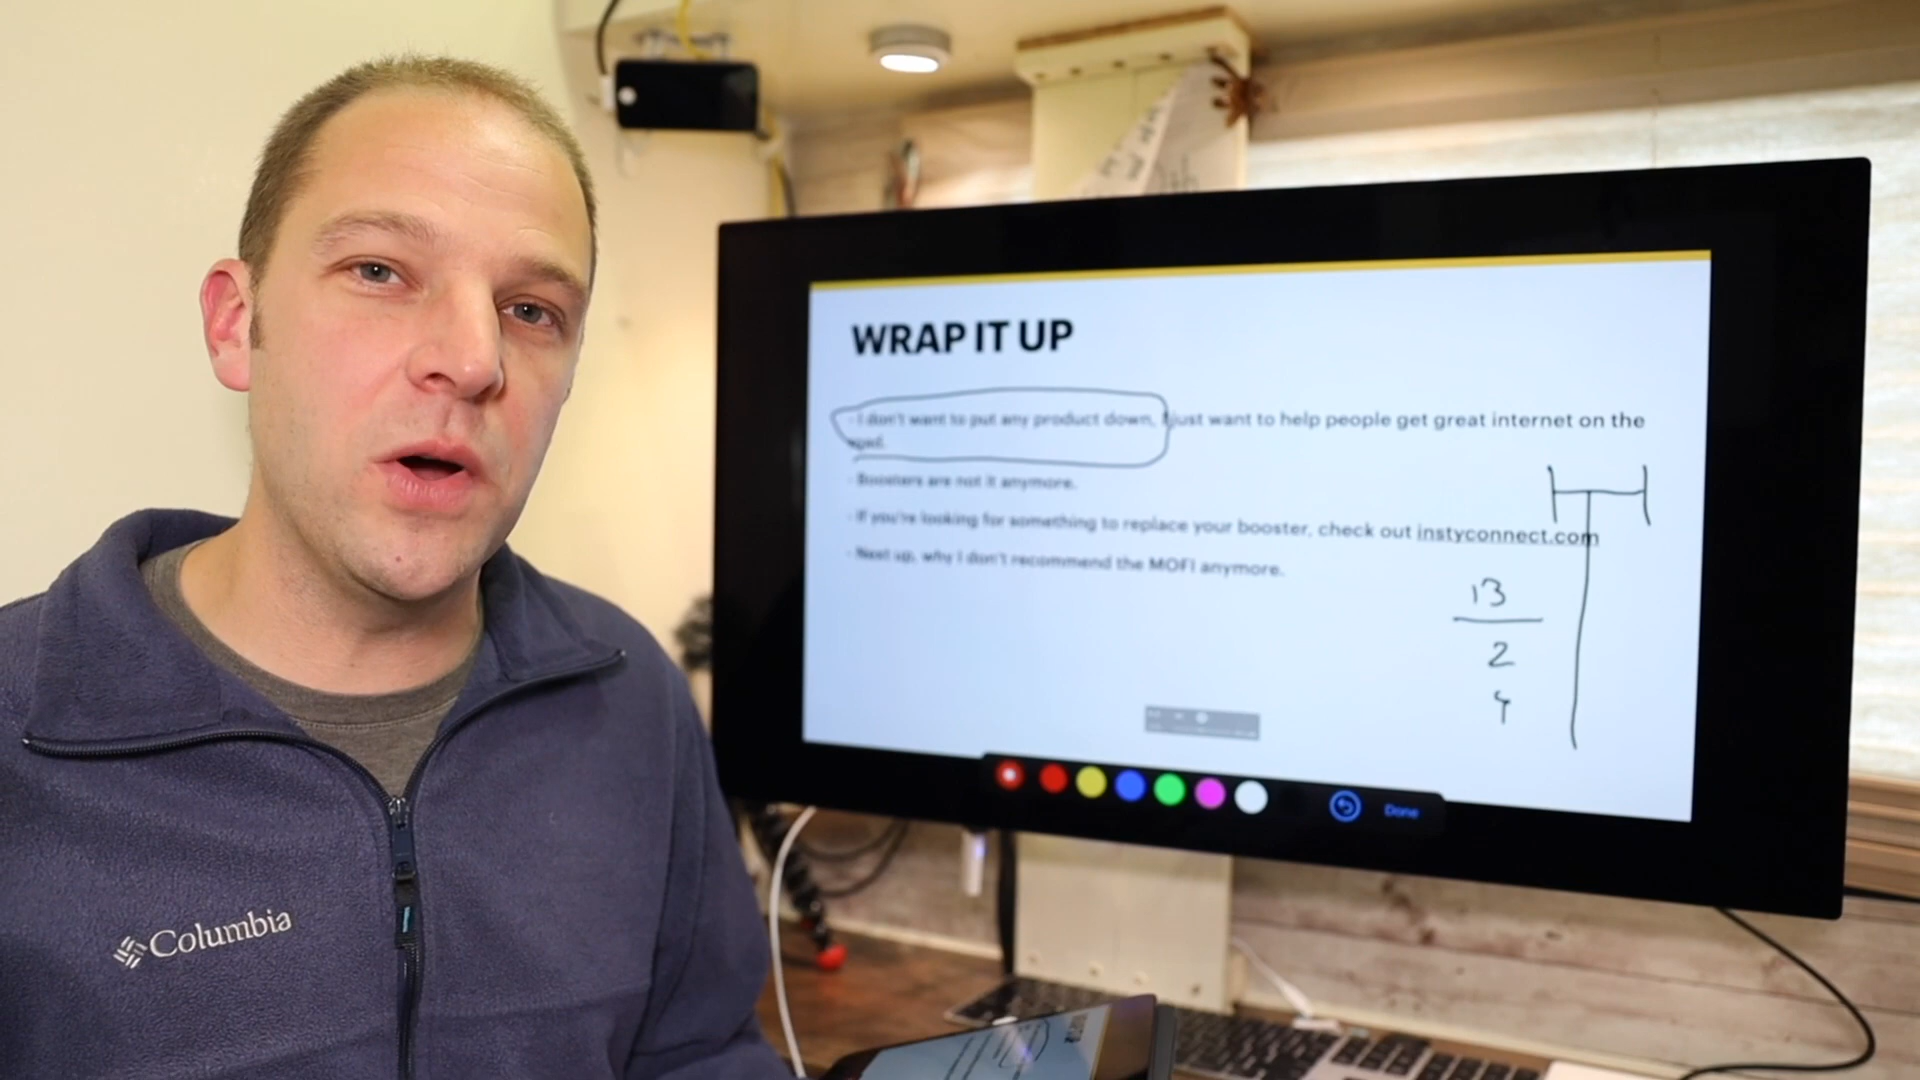 WRAP IT UP
- I don't want to put any product down, I just want to help people get great internet on the
road.
- Boosters are not it anymore.
- If you're looking for something to replace your booster, check out instyconnect.com
- Next up, why I don't recommend the MOFI anymore.
13
2
4
Done
Columbia